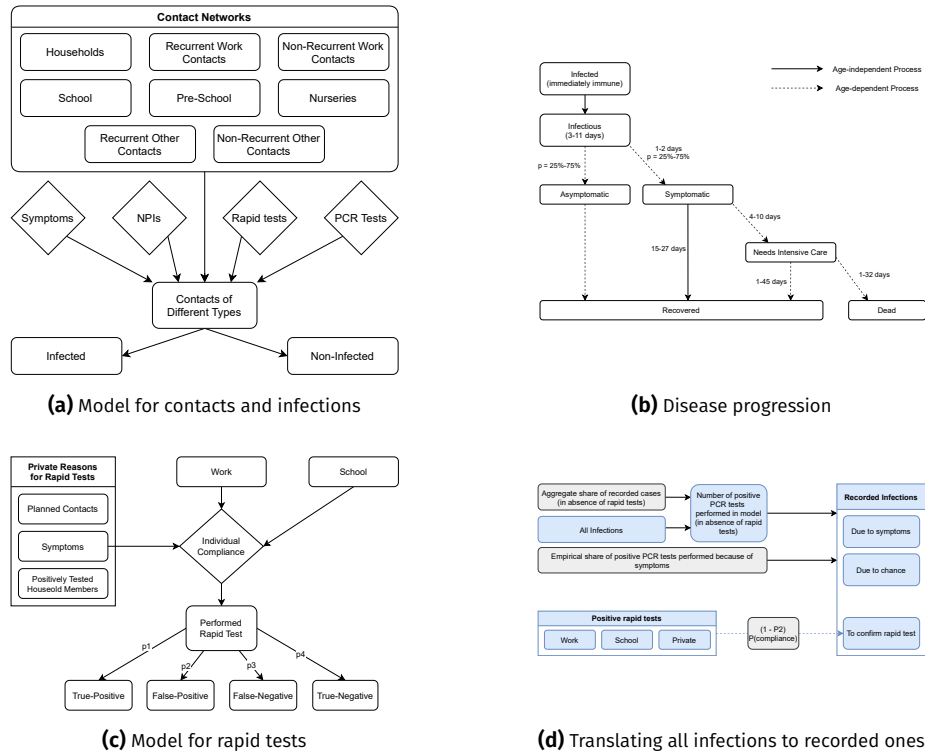 Contact Networks
Households
Recurrent Work
Contacts
Non-Recurrent Work
Contacts
School
Pre-School
Nurseries
Recurrent Other
Contacts
Non-Recurrent Other
Contacts
Symptoms
NPIs
Rapid tests
PCR Tests
Contacts of
Different Types
Infected
Non-Infected
(a) Model for contacts and infections
Infected
(immediately immune)
Age-independent Process
Age-dependent Process
Infectious
(3-11 days)
1-2 days
p = 25%-75%
p = 25%-75%
Asymptomatic
Symptomatic
4-10 days
15-27 days
Needs Intensive Care
1-45 days
1-32 days
Recovered
Dead
(b) Disease progression
Private Reasons
for Rapid Tests
Planned Contacts
Symptoms
Positively Tested
Houseold Members
Work
School
Individual
Compliance
Performed
Rapid Test
p1
p2
p3
p4
True-Positive
False-Positive
False-Negative
True-Negative
(c) Model for rapid tests
Aggregate share of recorded cases
(in absence of rapid tests)
All Infections
Number of positive
PCR tests
performed in model
(in absence of rapid
tests)
Empirical share of positive PCR tests performed because of
symptoms
Recorded Infections
Due to symptoms
Due to chance
Positive rapid tests
Work
School
Private
(1 - P2)
P(compliance)
To confirm rapid test
(d) Translating all infections to recorded ones